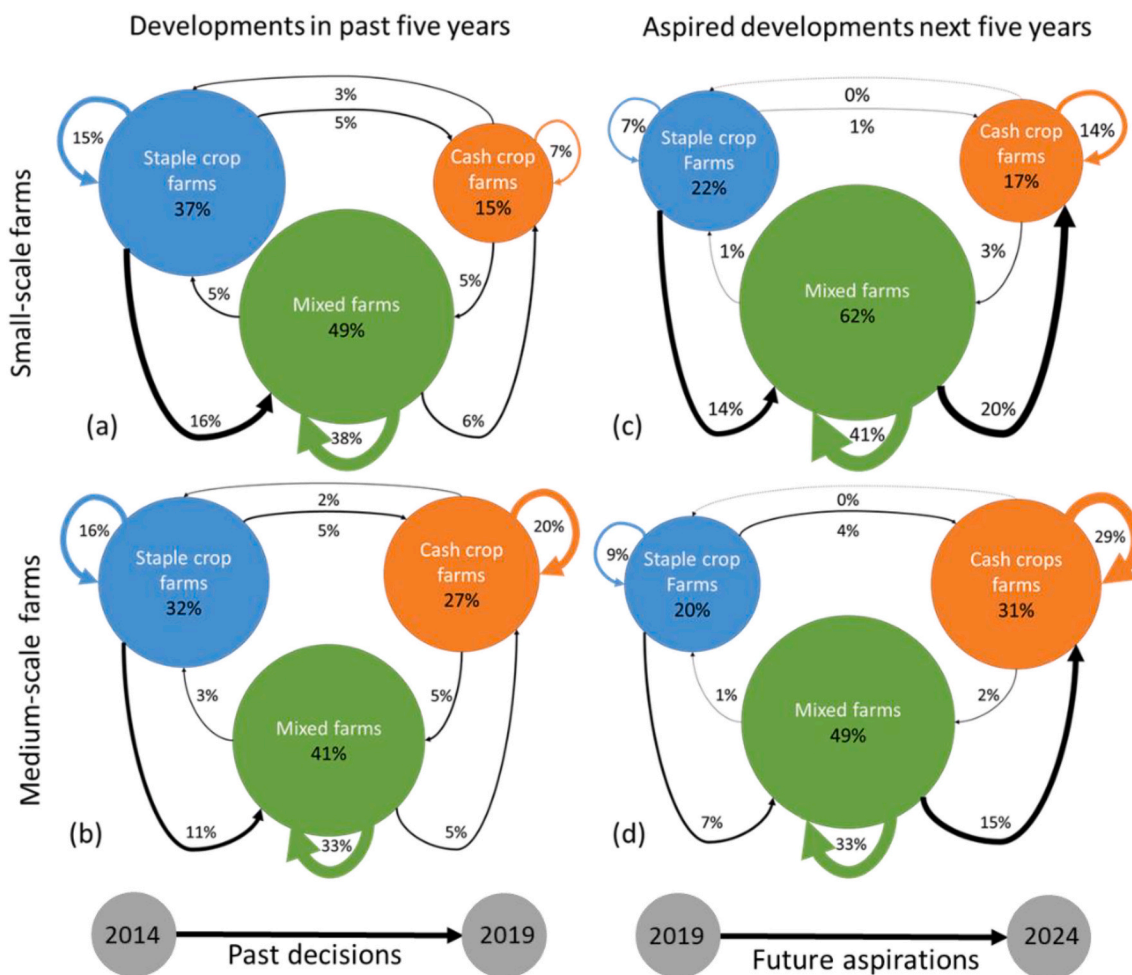 Developments in past five years
Aspired developments next five years
Small-scale farms
3%
5%
15%
Staple crop
farms
37%
Cash crop
farms
15%
7%
5%
5%
Mixed farms
49%
16%
38%
6%
(a)
0%
1%
7%
Staple crop
Farms
22%
Cash crop
farms
17%
14%
1%
3%
Mixed farms
62%
14%
41%
20%
(c)
Medium-scale farms
2%
5%
16%
Staple crop
farms
32%
Cash crop
farms
27%
20%
3%
5%
Mixed farms
41%
11%
33%
5%
(b)
0%
4%
9%
Staple crop
Farms
20%
Cash crops
farms
31%
29%
1%
2%
Mixed farms
49%
7%
33%
15%
(d)
2014
Past decisions
2019
2019
Future aspirations
2024